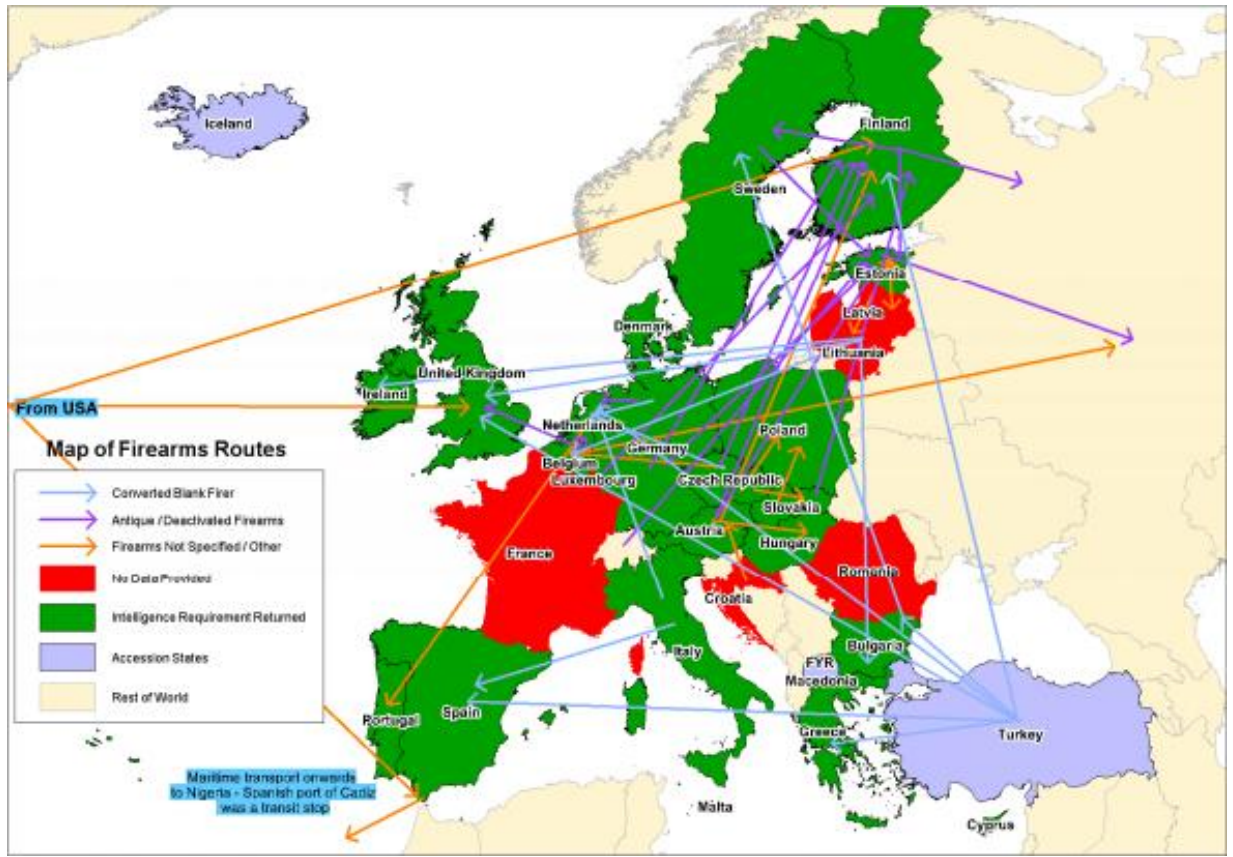 Iceland
Finland
Sweden
Estonia
Latvia
Lithuania
Denmark
United Kingdom
Ireland
From USA
Netherlands
Poland
Germany
Belgium
Luxembourg
Czech Republic
Slovakia
Austria
Hungary
France
Romania
Croatia
Italy
Bulgaria
FYR
Macedonia
Portugal
Spain
Greece
Turkey
Malta
Cyprus
Map of Firearms Routes
Converted Blank Firer
Antique / Deactivated Firearms
Firearms Not Specified / Other
No Data Provided
Intelligence Requirement Returned
Accession States
Rest of World
Maritime transport onwards
to Nigeria - Spanish port of Cadiz
was a transit stop